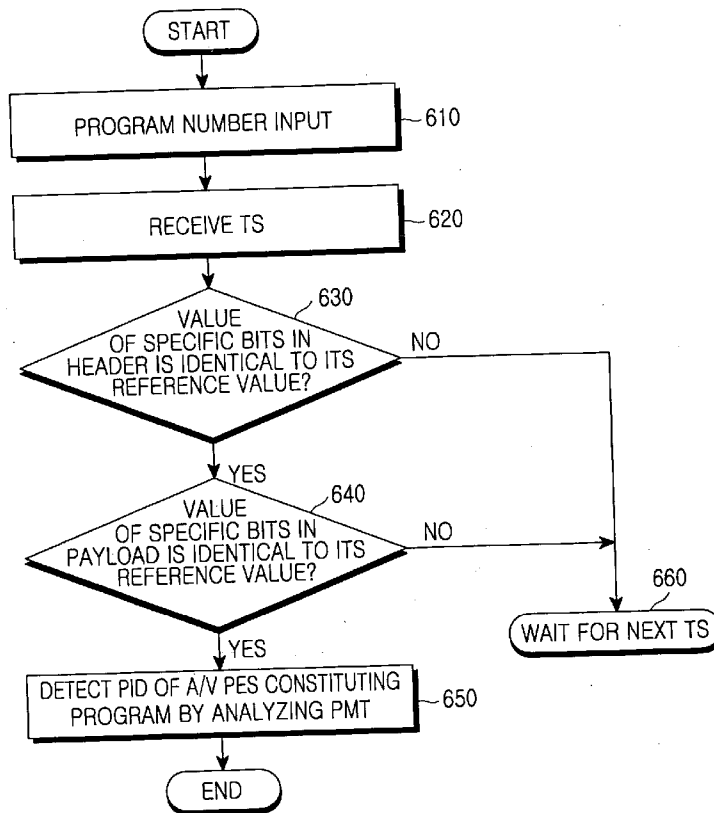 START
PROGRAM NUMBER INPUT
610
RECEIVE TS
620
630
VALUE
OF SPECIFIC BITS IN
HEADER IS IDENTICAL TO ITS
REFERENCE VALUE?
NO
YES
640
VALUE
OF SPECIFIC BITS IN
PAYLOAD IS IDENTICAL TO ITS
REFERENCE VALUE?
NO
660
WAIT FOR NEXT TS
YES
DETECT PID OF A/V PES CONSTITUTING
PROGRAM BY ANALYZING PMT
650
END